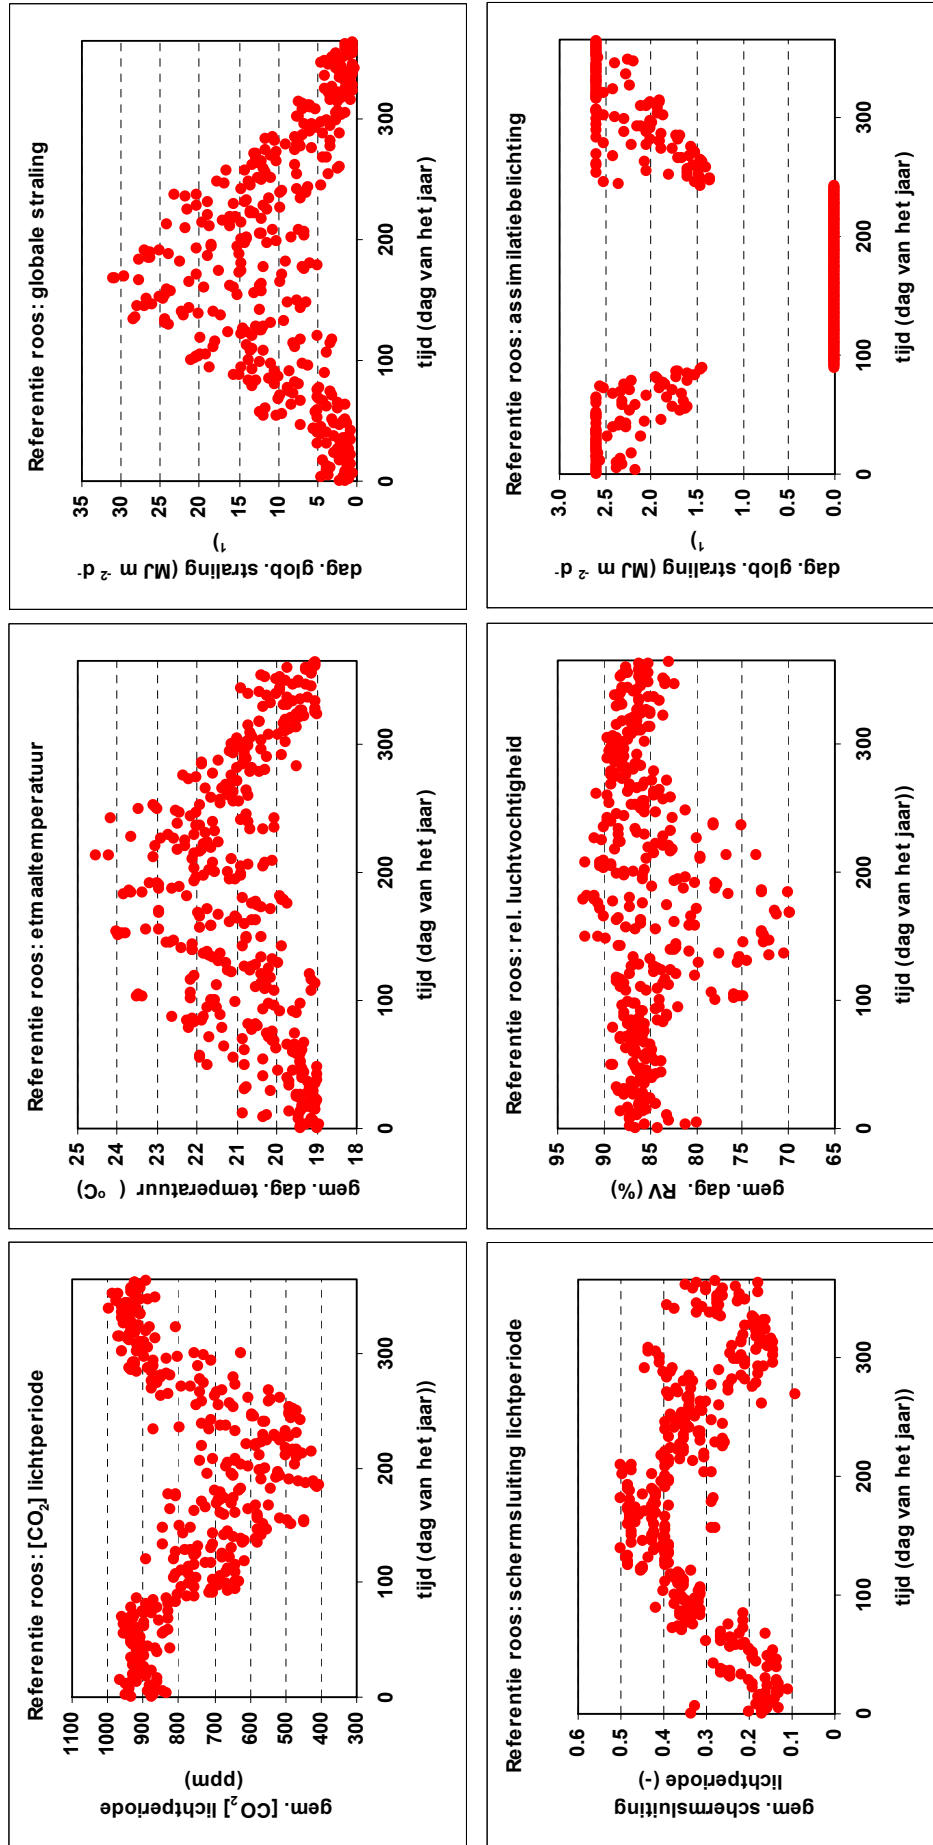 Referentie roos: [CO₂] lichtperiode
gem. [CO₂] lichtperiode
(ppm)
1100
1000
900
800
700
600
500
400
300
0 100 200 300
tijd (dag van het jaar))
Referentie roos: etmaaltemperatuur
gem. dag. temperatuur ( °C)
25
24
23
22
21
20
19
18
0 100 200 300
tijd (dag van het jaar)
Referentie roos: globale straling
dag. glob. straling (MJ m⁻² d⁻
¹)
35
30
25
20
15
10
5
0
0 100 200 300
tijd (dag van het jaar)
Referentie roos: schermsluiting lichtperiode
gem. schermsluiting
lichtperiode (-)
0.6
0.5
0.4
0.3
0.2
0.1
0
0 100 200 300
tijd (dag van het jaar))
Referentie roos: rel. luchtvochtigheid
gem. dag. RV (%)
95
90
85
80
75
70
65
0 100 200 300
tijd (dag van het jaar))
Referentie roos: assimilatiebelichting
dag. glob. straling (MJ m⁻² d⁻
¹)
3.0
2.5
2.0
1.5
1.0
0.5
0.0
0 100 200 300
tijd (dag van het jaar)